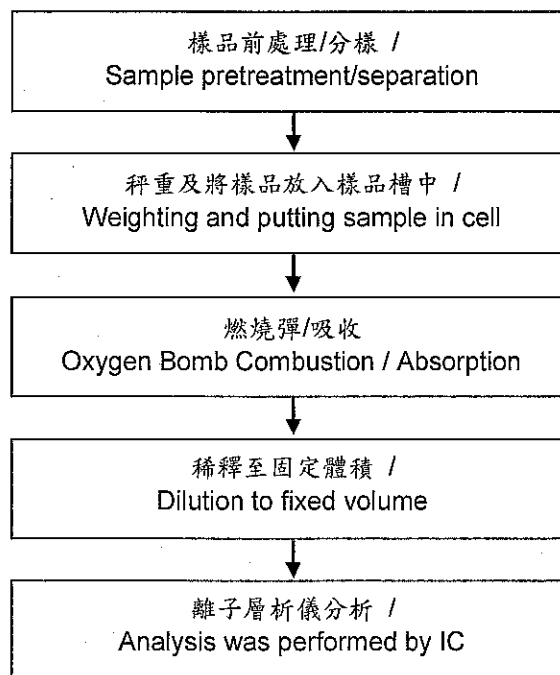 樣品前處理/分樣 /
Sample pretreatment/separation
秤重及將樣品放入樣品槽中 /
Weighting and putting sample in cell
燃燒彈/吸收
Oxygen Bomb Combustion / Absorption
稀釋至固定體積 /
Dilution to fixed volume
離子層析儀分析 /
Analysis was performed by IC